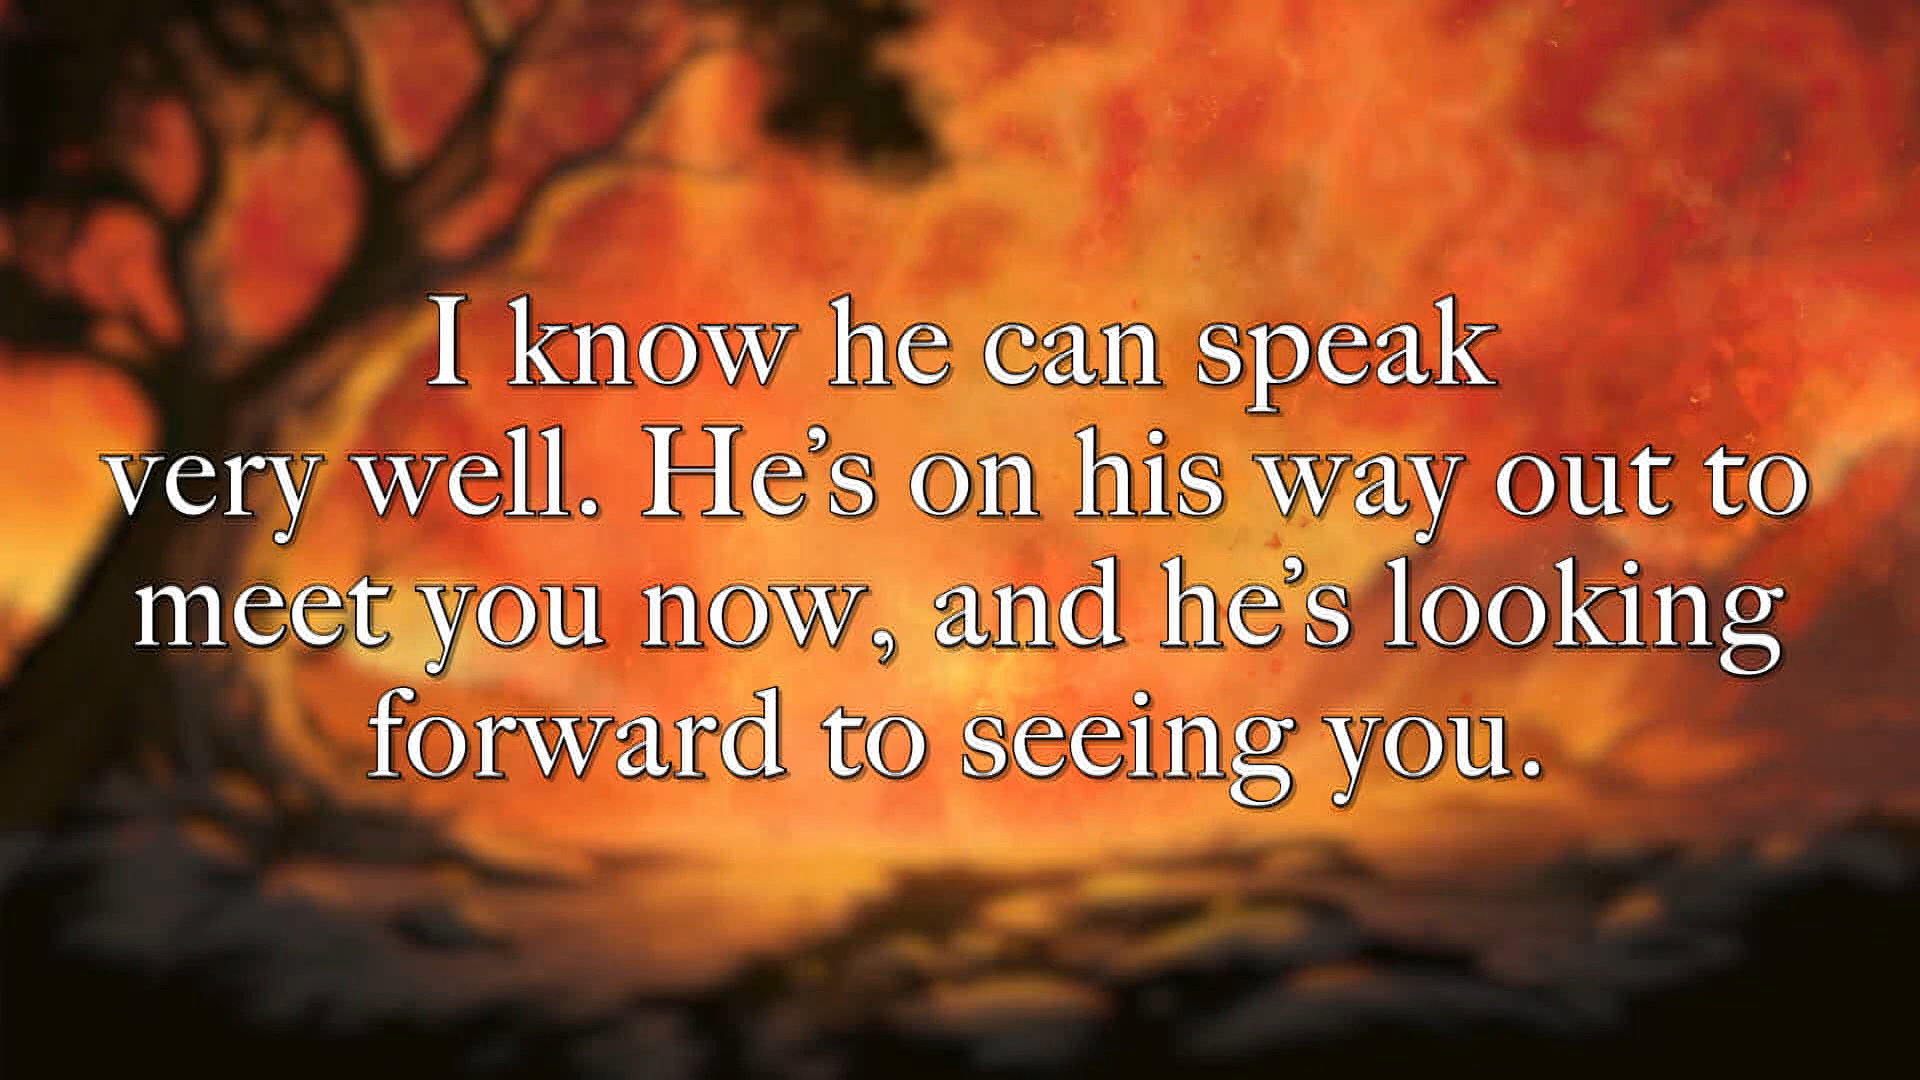 I know he can speak
very well. He’s on his way out to
meet you now, and he’s looking
forward to seeing you.